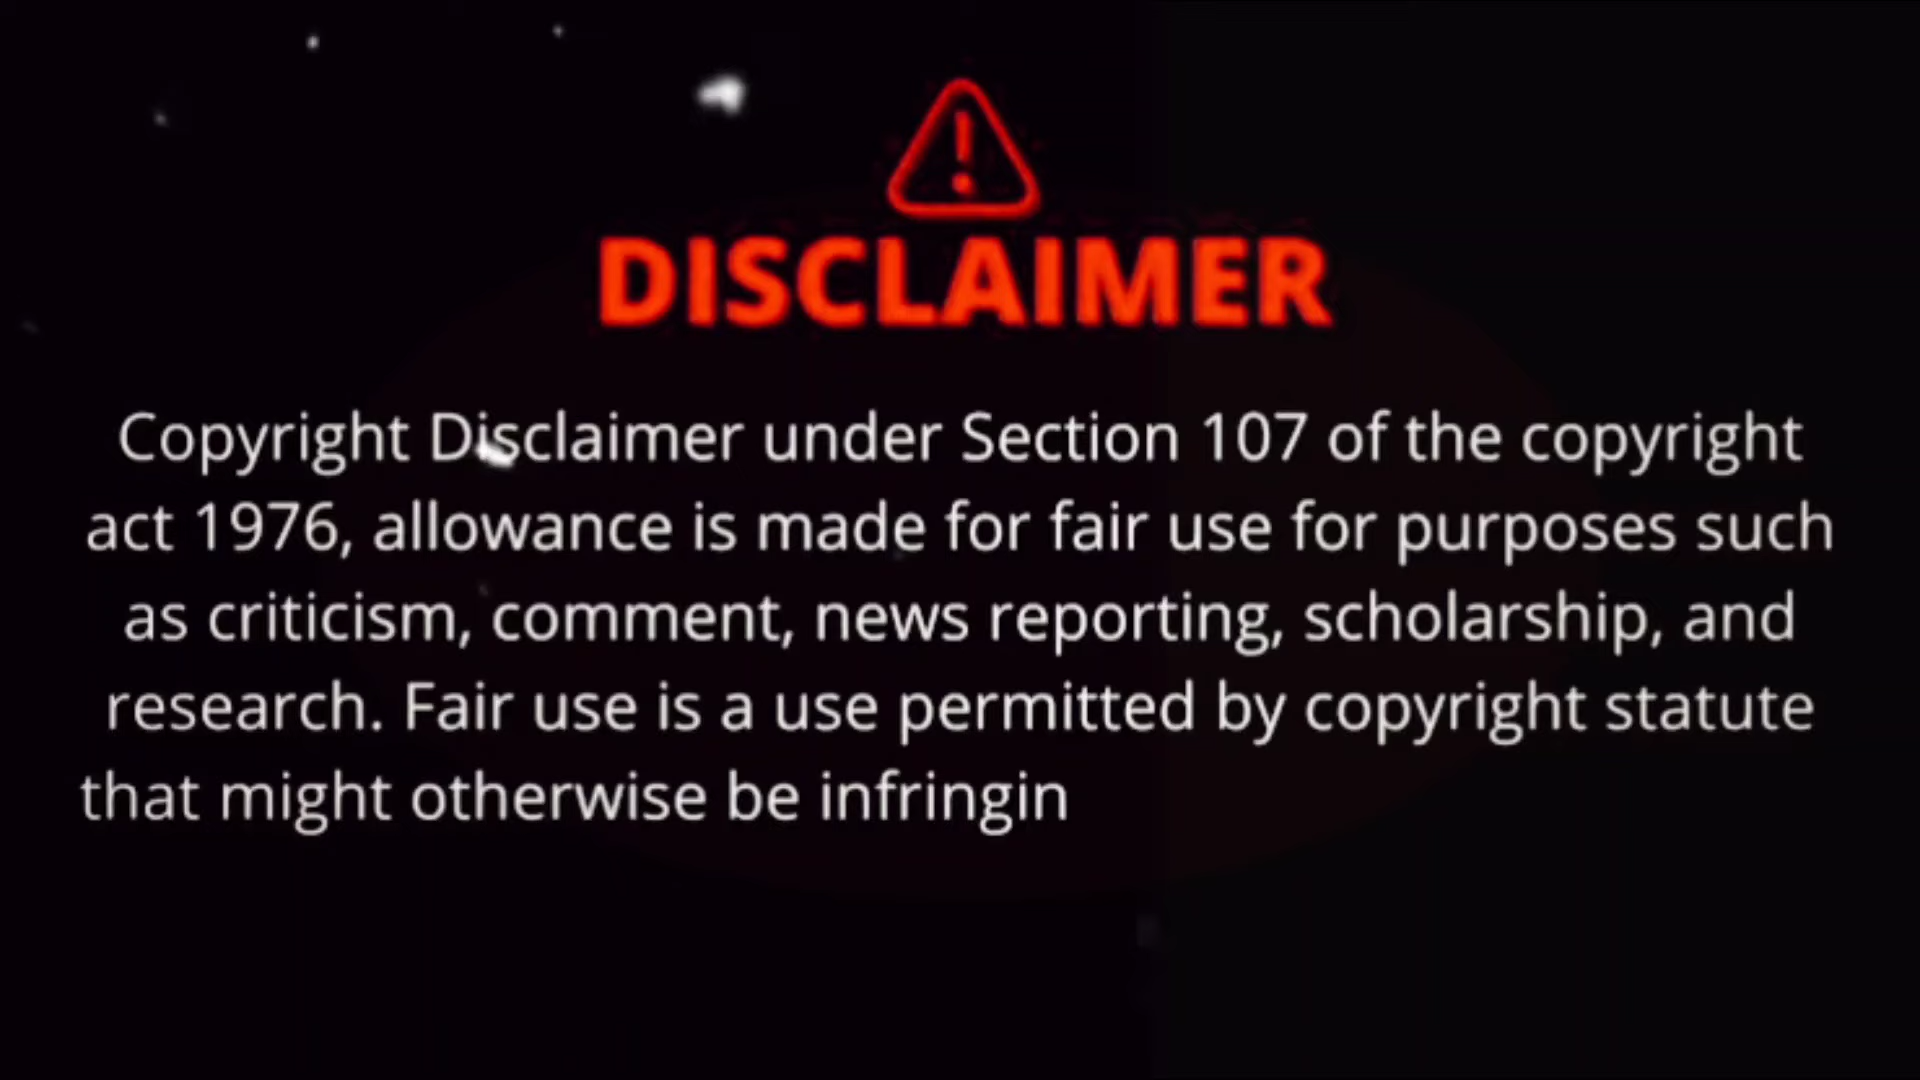 DISCLAIMER
Copyright Disclaimer under Section 107 of the copyright
act 1976, allowance is made for fair use for purposes such
as criticism, comment, news reporting, scholarship, and
research. Fair use is a use permitted by copyright statute
that might otherwise be infringin